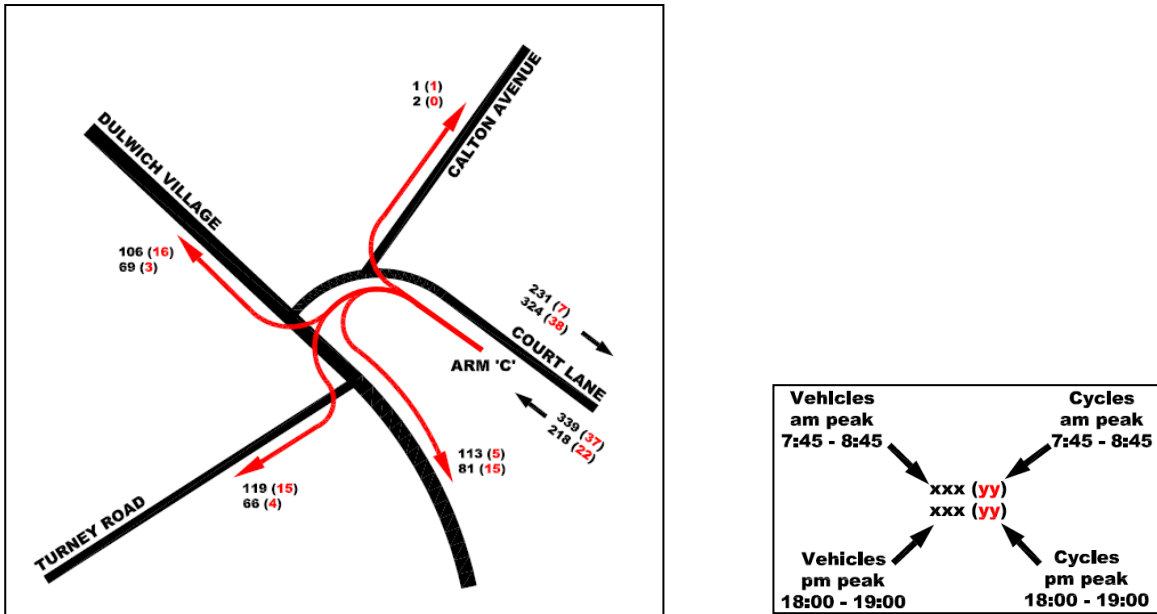 1 (1)
2 (0)
CALTON AVENUE
DULWICH VILLAGE
106 (16)
69 (3)
231 (7)
324 (38)
COURT LANE
ARM 'C'
339 (37)
218 (22)
113 (5)
81 (15)
119 (15)
66 (4)
TURNEY ROAD
Vehicles
am peak
7:45 - 8:45
Cycles
am peak
7:45 - 8:45
xxx (yy)
xxx (yy)
Vehicles
pm peak
18:00 - 19:00
Cycles
pm peak
18:00 - 19:00